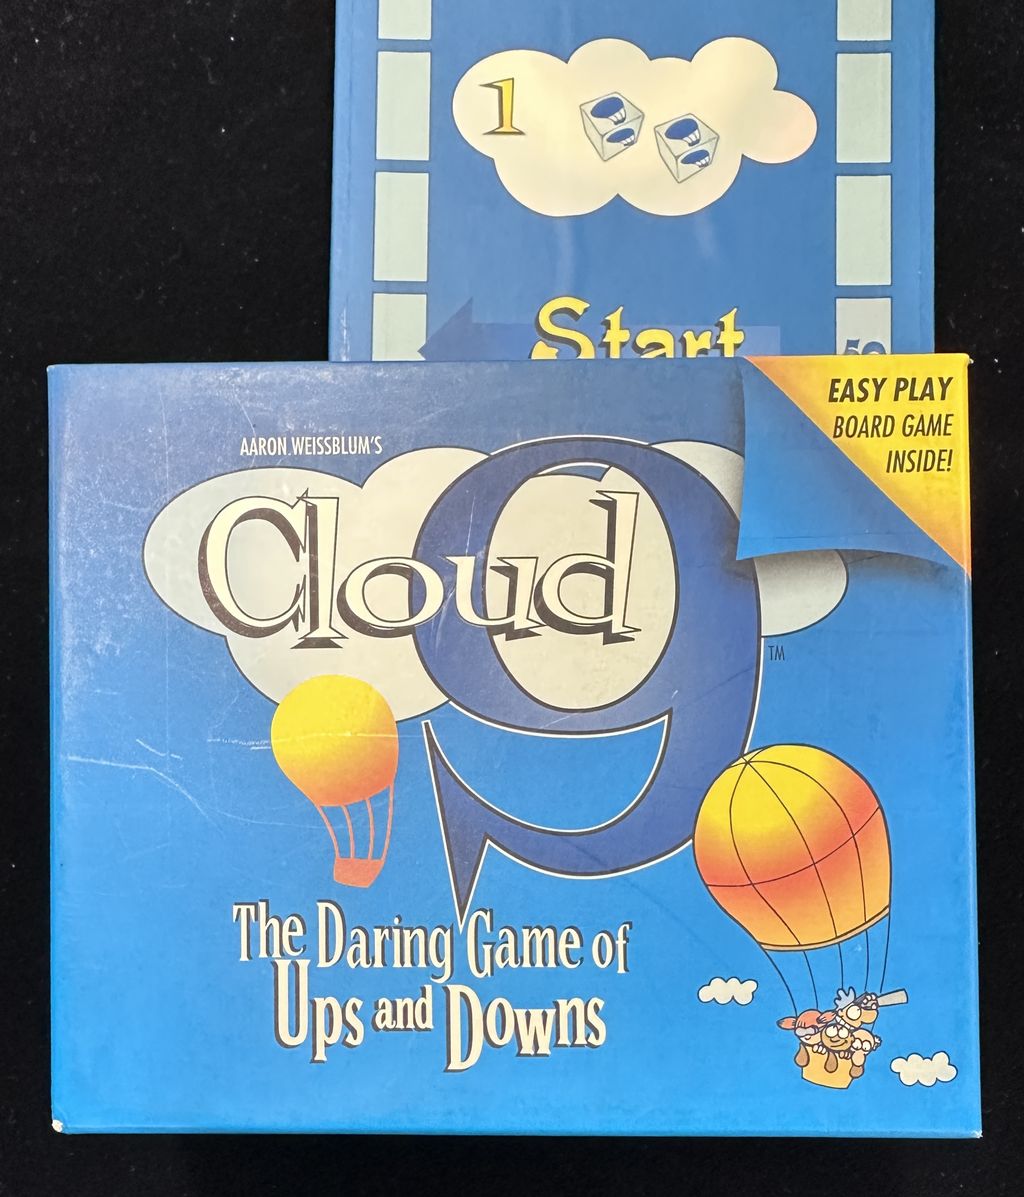 1
Start
50
EASY PLAY
BOARD GAME
INSIDE!
AARON WEISSBLUM'S
Cloud 9
TM
The Daring Game of
Ups and Downs